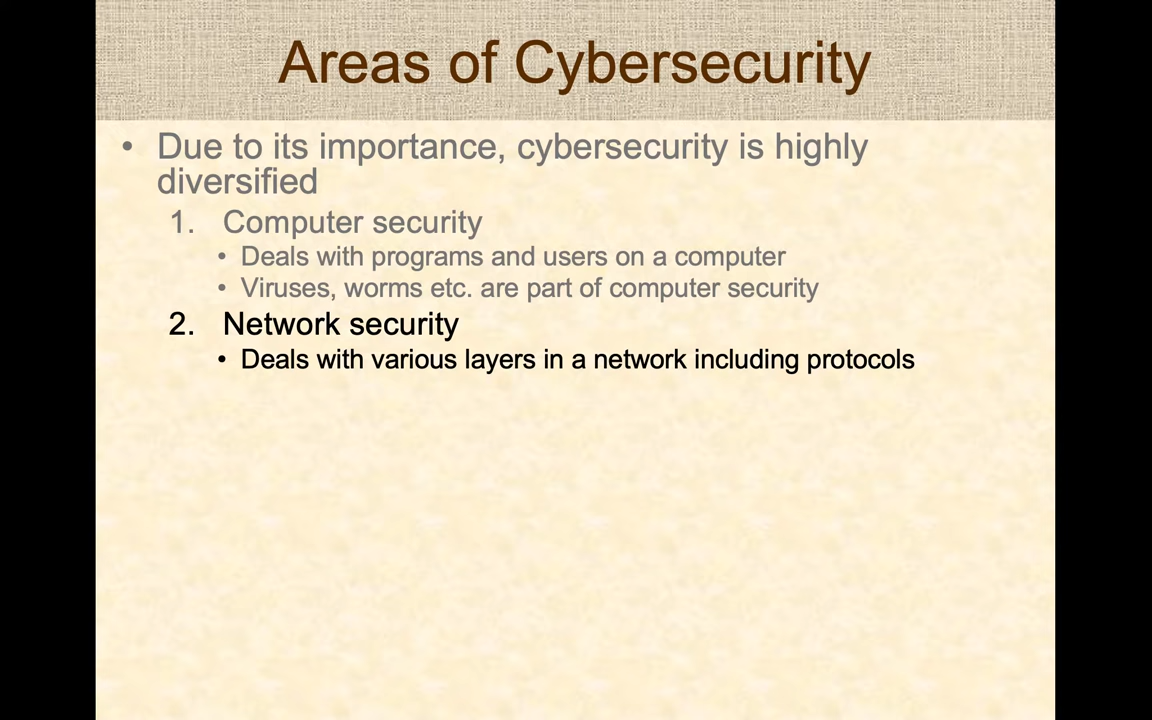 Areas of Cybersecurity
• Due to its importance, cybersecurity is highly
diversified
1. Computer security
• Deals with programs and users on a computer
• Viruses, worms etc. are part of computer security
2. Network security
• Deals with various layers in a network including protocols